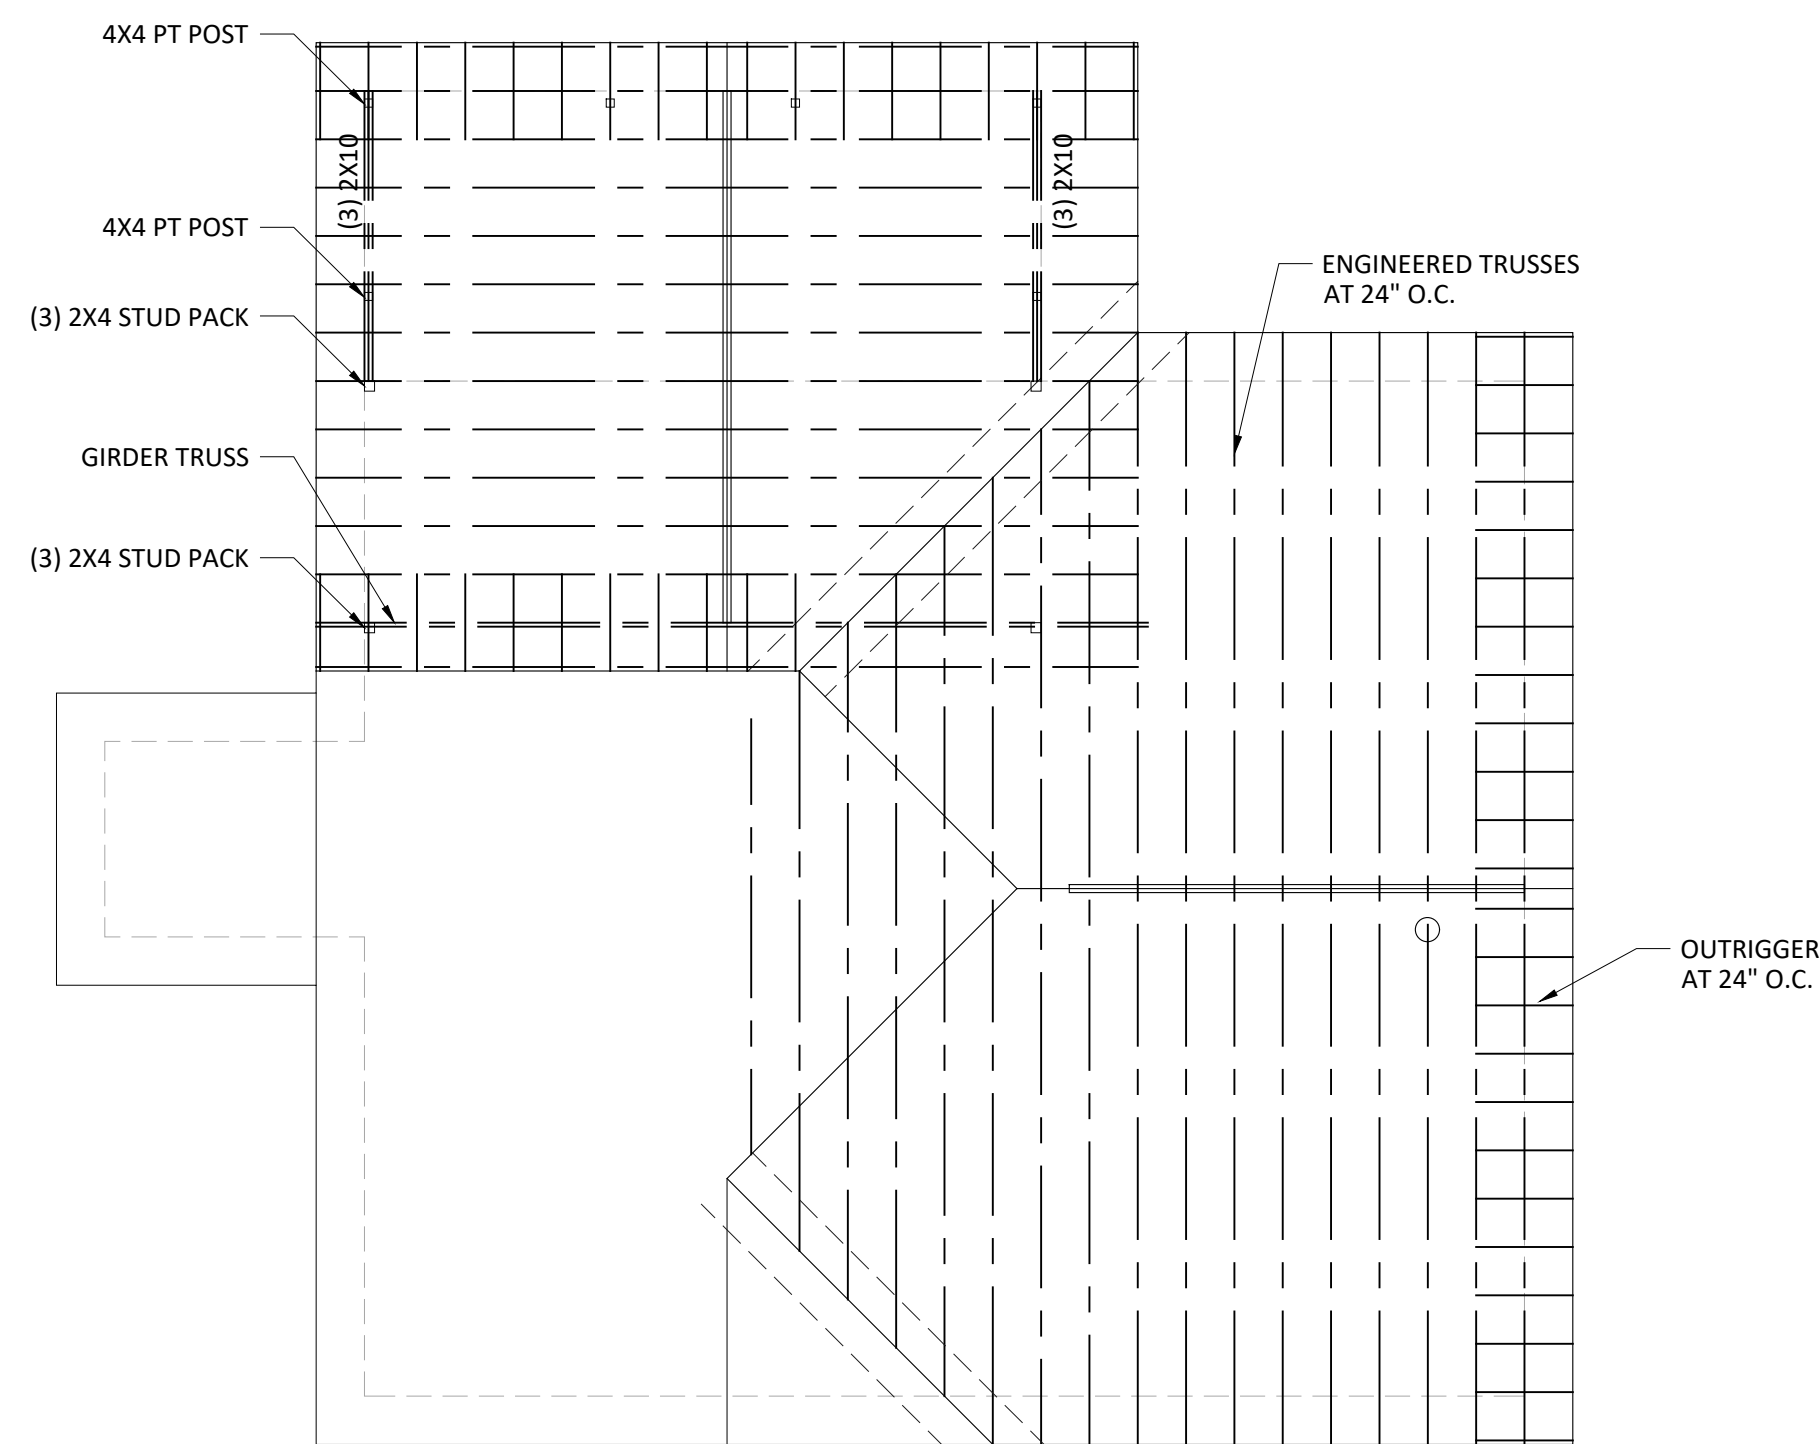 4X4 PT POST
(3) 2X10
(3) 2X10
4X4 PT POST
ENGINEERED TRUSSES
AT 24" O.C.
(3) 2X4 STUD PACK
GIRDER TRUSS
(3) 2X4 STUD PACK
OUTRIGGER
AT 24" O.C.